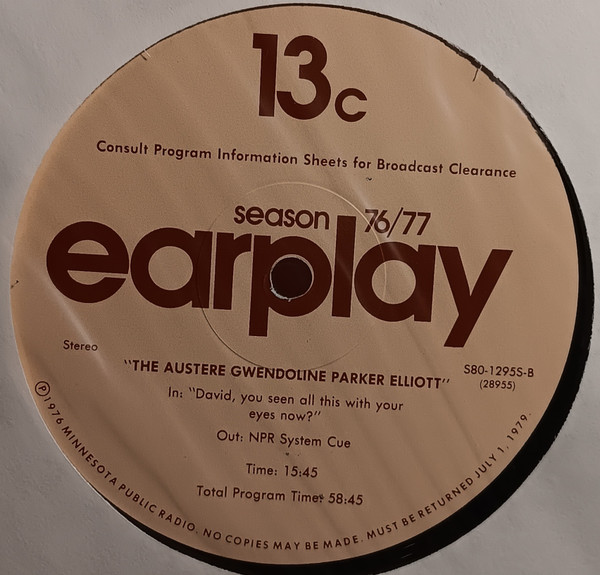 13c
Consult Program Information Sheets for Broadcast Clearance
season 76/77
earplay
Stereo
S80-1295S-B
(28955)
"THE AUSTERE GWENDOLINE PARKER ELLIOTT"
In: "David, you seen all this with your
eyes now?"
Out: NPR System Cue
Time: 15:45
Total Program Time: 58:45
Ⓟ1976 MINNESOTA PUBLIC RADIO. NO COPIES MAY BE MADE. MUST BE RETURNED JULY 1, 1979.